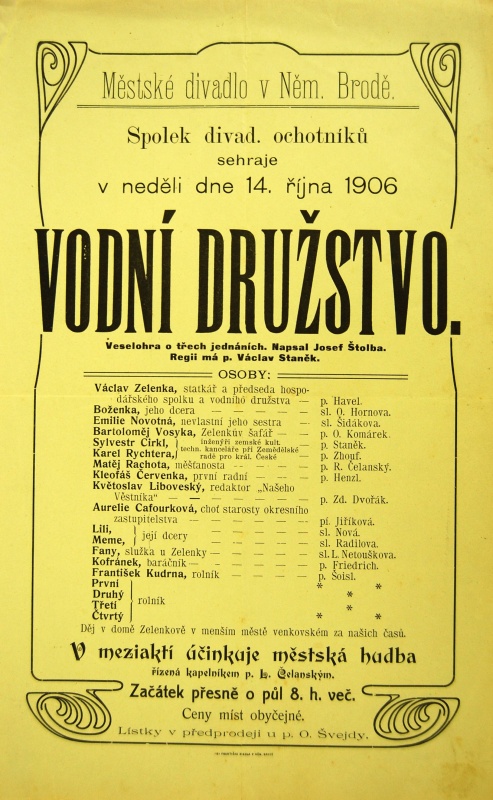 Městské divadlo v Něm. Brodě.
Spolek divad. ochotníků
sehraje
v neděli dne 14. října 1906
VODNÍ DRUŽSTVO.
Veselohra o třech jednáních. Napsal Josef Štolba.
Regii má p. Václav Staněk.
OSOBY:
Václav Zelenka, statkář a předseda hospo-
dářského spolku a vodního družstva — p. Havel.
Boženka, jeho dcera — — — — — sl. O. Hornova.
Emilie Novotná, nevlastní jeho sestra — sl. Šidákova.
Bartoloměj Vosyka, Zelenkův šafář — — p. O. Komárek.
Sylvestr Cirkl, } inženýři zemské kult. p. Staněk.
techn. kanceláře při Zemědělské
Karel Rychtera, } radě pro král. České p. Zhouf.
Matěj Rachota, měšťanosta — — — — p. R. Čelanský.
Kleofáš Červenka, první radní — — — p. Henzl.
Květoslav Liboveský, redaktor „Našeho
Věstníka“ — — — — — — — p. Zd. Dvořák.
Aurelie Cafourková, choť starosty okresního
zastupitelstva — — — — — — pí. Jiříková.
Lili, } její dcery — — — — — sl. Nová.
Meme, } sl. Radilova.
Fany, služka u Zelenky — — — — — sl. L. Netouškova.
Kofránek, baráčník — — — — — — p. Friedrich.
František Kudrna, rolník — — — — p. Šoisl.
První } * *
Druhý } rolník *
Třetí } *
Čtvrtý } * *
Děj v domě Zelenkově v menším městě venkovském za našich časů.
V meziaktí účinkuje městská hudba
řízená kapelníkem p. L. Čelanským.
Začátek přesně o půl 8. h. več.
Ceny míst obyčejné.
Lístky v předprodeji u p. O. Švejdy.